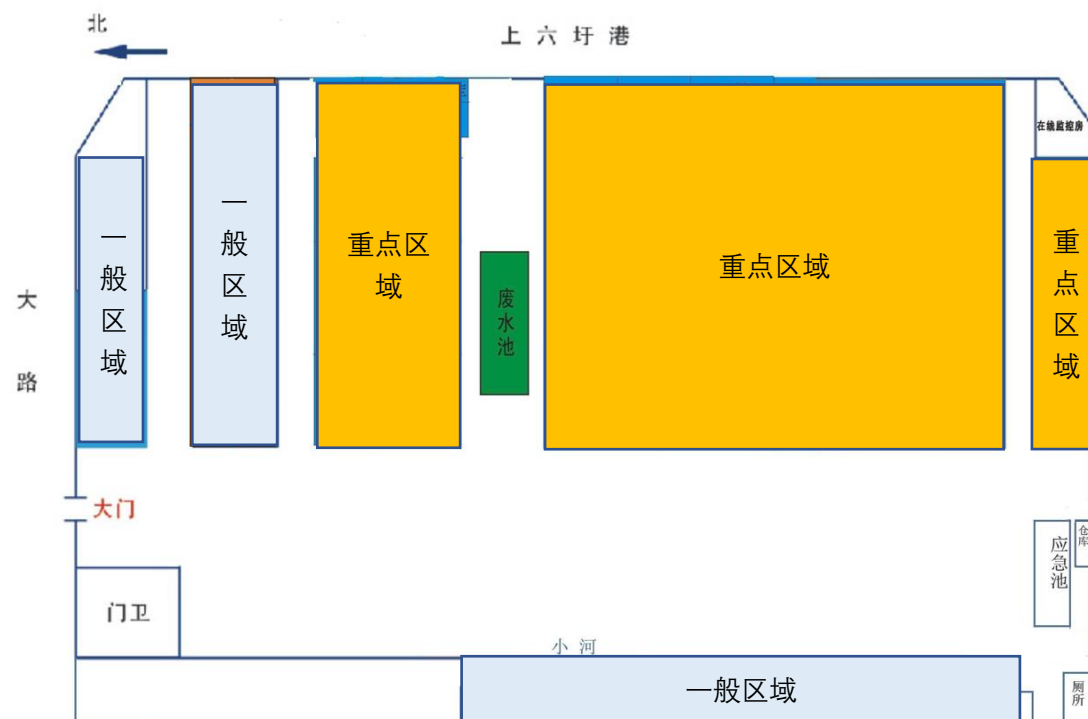 北
上六圩港
在线监控房
一般区域
一般区域
重点区
域
重点区域
重点区域
废水池
大路
大门
门卫
应急池
仓库
小河
一般区域
厕所